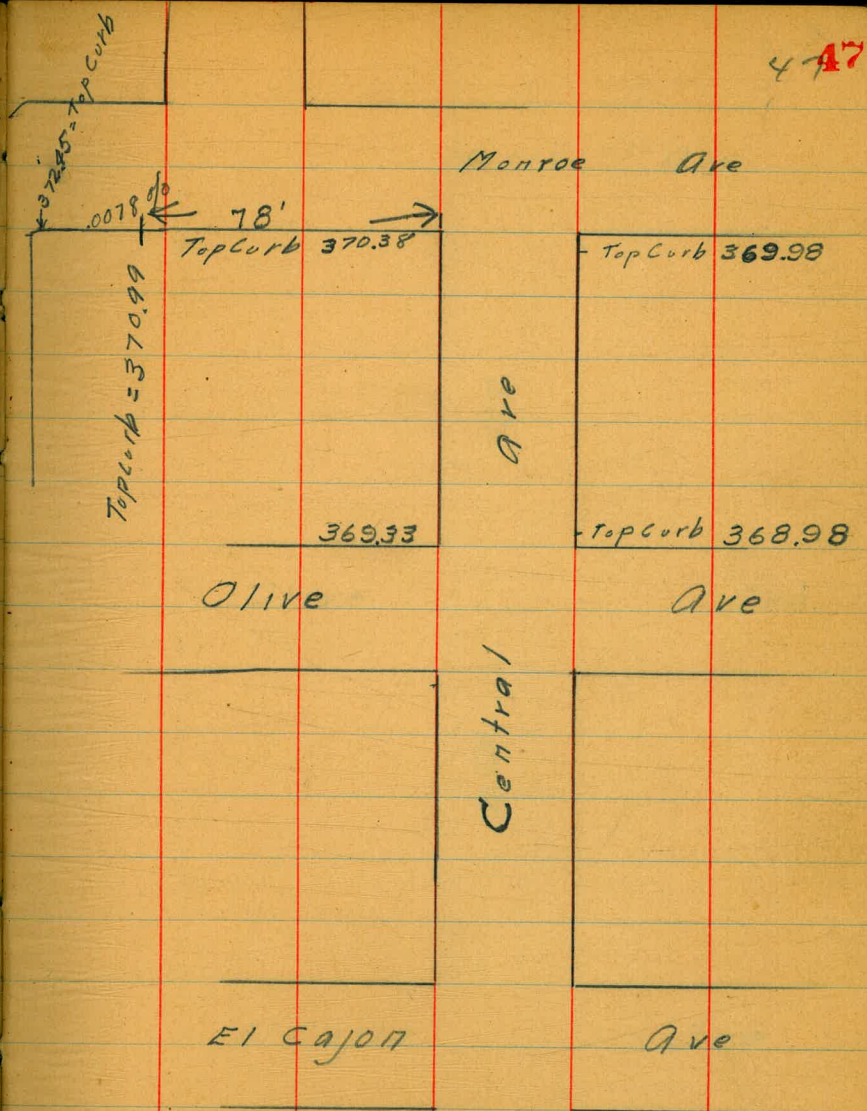 47 47
372.45 = Top Curb
Monroe Ave
.0078 %
78'
Top Curb 370.38
Top Curb 369.98
Top Curb = 370.99
Ave
369.33
Top Curb 368.98
Olive Ave
Central
El Cajon Ave